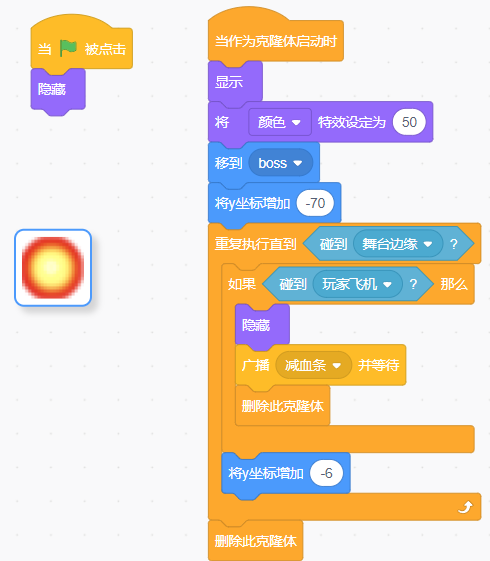 当 被点击
隐藏
当作为克隆体启动时
显示
将 颜色 特效设定为 50
移到 boss
将y坐标增加 -70
重复执行直到 碰到 舞台边缘 ?
如果 碰到 玩家飞机 ? 那么
隐藏
广播 减血条 并等待
删除此克隆体
将y坐标增加 -6
删除此克隆体